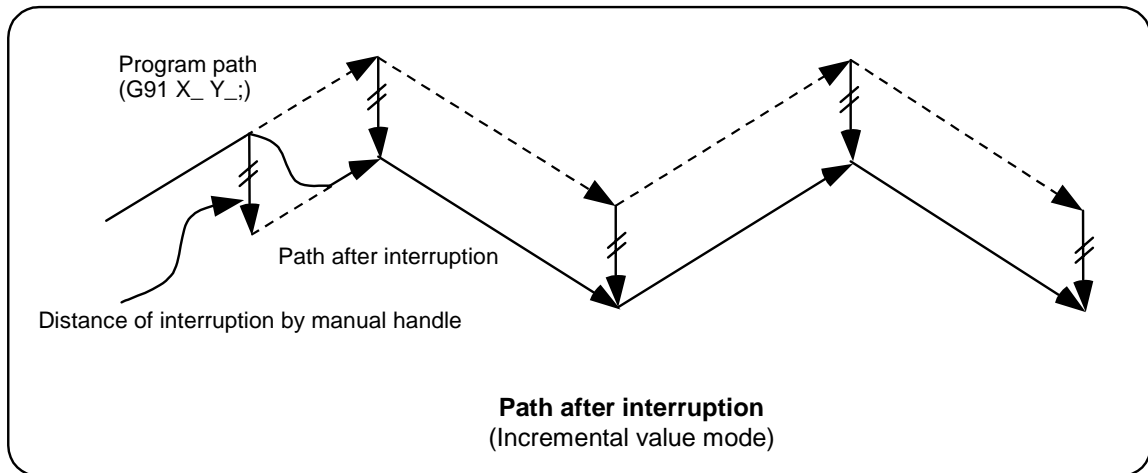 Program path
(G91 X_ Y_;)
Path after interruption
Distance of interruption by manual handle
Path after interruption
(Incremental value mode)